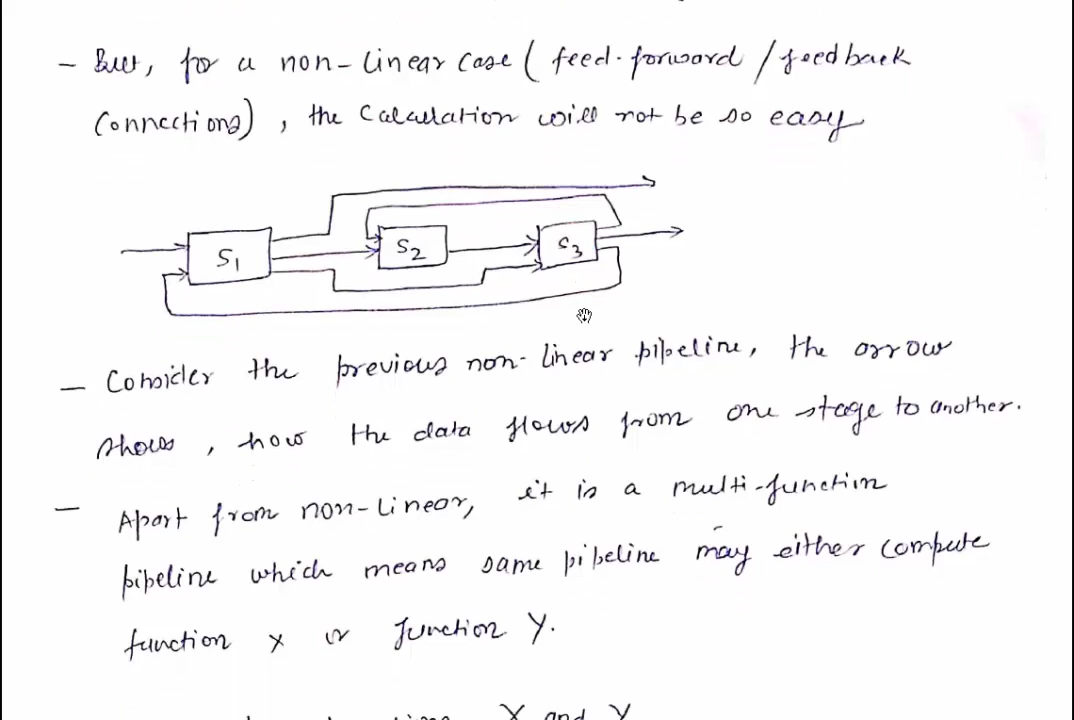 - But, for a non-linear case (feed-forward / feedback
connections), the calculation will not be so easy
S1 S2 S3
- Consider the previous non-linear pipeline, the arrow
shows, how the data flows from one stage to another.
- Apart from non-linear, it is a multi-function
pipeline which means same pipeline may either compute
function X or function Y.
X and Y